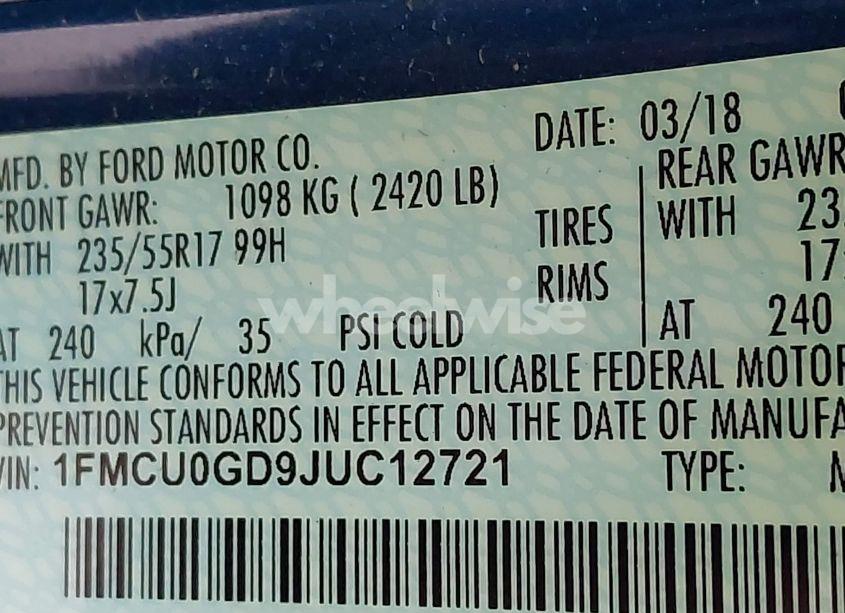 MFD. BY FORD MOTOR CO.
DATE: 03/18
FRONT GAWR: 1098 KG ( 2420 LB)
REAR GAWR
WITH 235/55R17 99H
TIRES
WITH 23
17x7.5J
RIMS
17
AT 240 kPa/ 35 PSI COLD
AT 240
THIS VEHICLE CONFORMS TO ALL APPLICABLE FEDERAL MOTOR
PREVENTION STANDARDS IN EFFECT ON THE DATE OF MANUFA
VIN: 1FMCU0GD9JUC12721
TYPE:
wheelwise